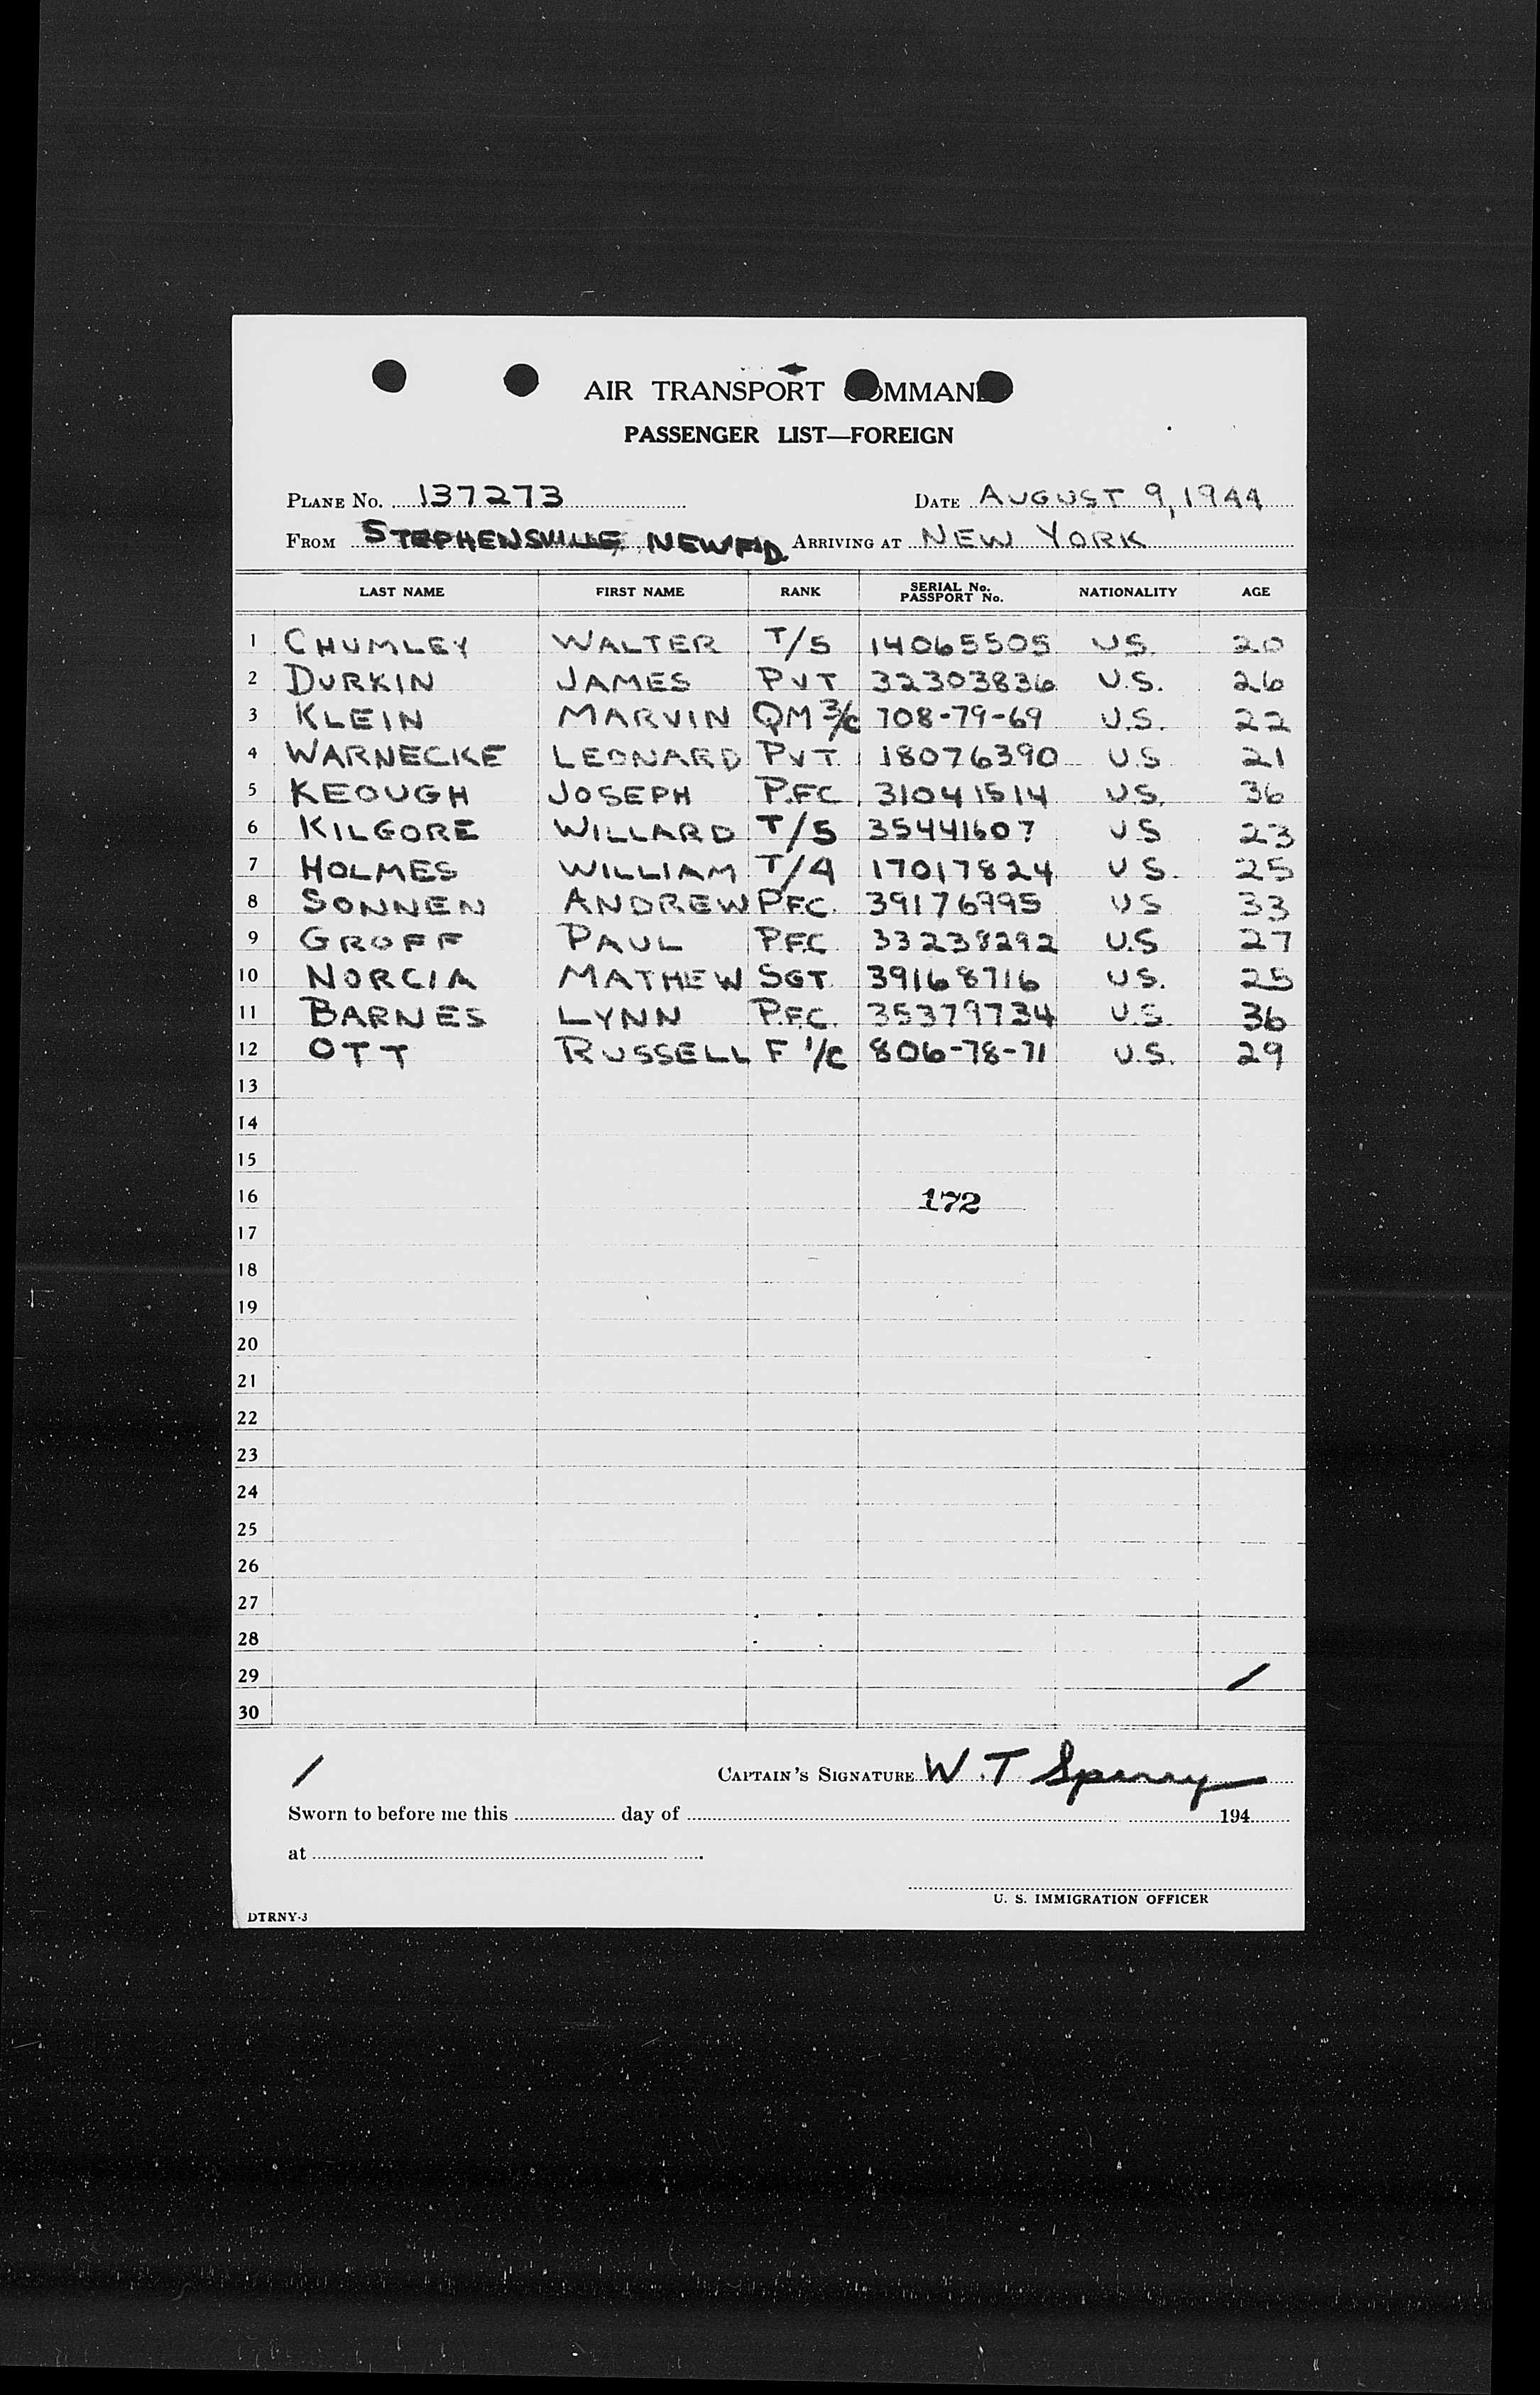 AIR TRANSPORT COMMAND
PASSENGER LIST—FOREIGN
PLANE NO. 137273 DATE AUGUST 9, 1944
FROM STEPHENSVILLE NEWF'D. ARRIVING AT NEW YORK
LAST NAME FIRST NAME RANK SERIAL No. PASSPORT No. NATIONALITY AGE
1 CHUMLEY WALTER T/5 14065505 U.S. 20
2 DURKIN JAMES PVT 32303836 U.S. 26
3 KLEIN MARVIN QM 3/C 708-79-69 U.S. 22
4 WARNECKE LEONARD PVT. 18076390 U.S 21
5 KEOUGH JOSEPH P.F.C. 31041514 U.S. 36
6 KILGORE WILLARD T/5 35441607 U.S 23
7 HOLMES WILLIAM T/4 17017824 U.S. 25
8 SONNEN ANDREW P.F.C. 39176995 U.S 33
9 GROFF PAUL P.F.C 33238292 U.S 27
10 NORCIA MATHEW SGT. 39168716 U.S. 25
11 BARNES LYNN P.F.C. 35379734 U.S. 36
12 OTT RUSSELL F 1/C 806-78-71 U.S. 29
13
14
15
16 172
17
18
19
20
21
22
23
24
25
26
27
28
29
30
CAPTAIN'S SIGNATURE W. T. Sperry
Sworn to before me this day of 194
at
U. S. IMMIGRATION OFFICER
DTRNY-3